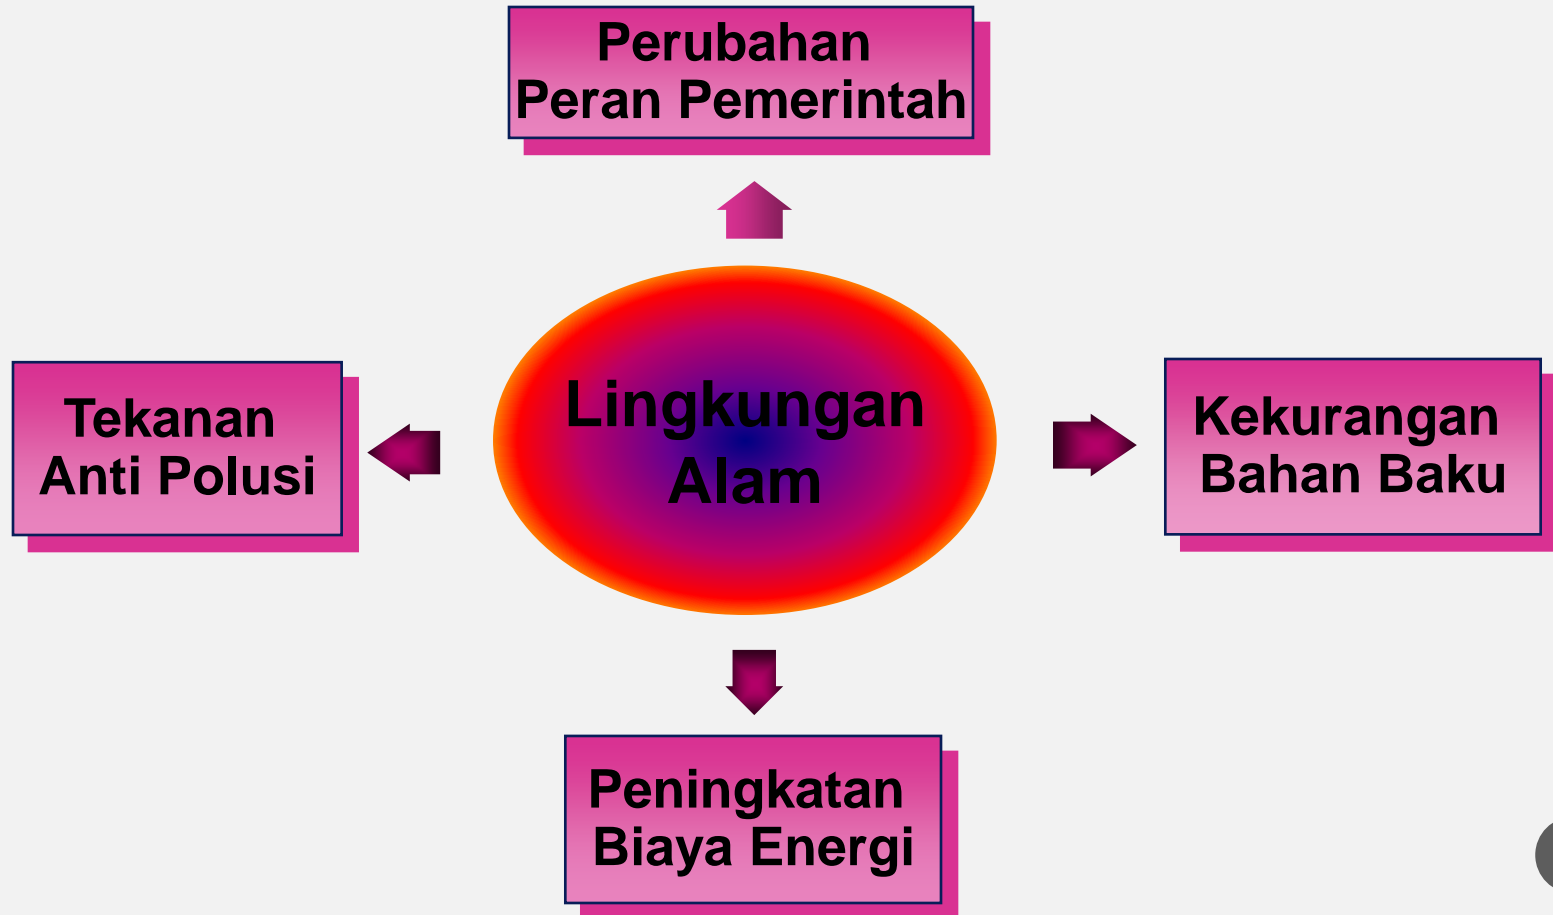 Perubahan
Peran Pemerintah
Tekanan
Anti Polusi
Lingkungan
Alam
Kekurangan
Bahan Baku
Peningkatan
Biaya Energi